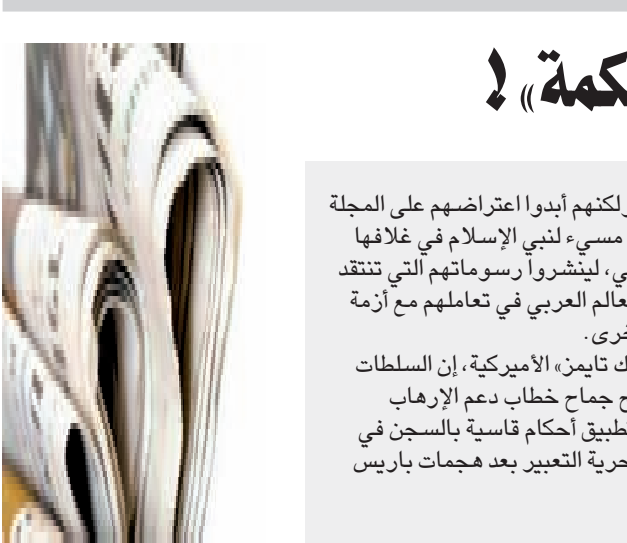 كمة» !
ولكنهم أبدوا اعتراضهم على المجلة
مسيء لنبي الإسلام في غلافها
ي، لينشروا رسوماتهم التي تنتقد
عالم العربي في تعاملهم مع أزمة
خرى.
ك تايمز» الأميركية، إن السلطات
ح جماح خطاب دعم الإرهاب
طبيق أحكام قاسية بالسجن في
حرية التعبير بعد هجمات باريس